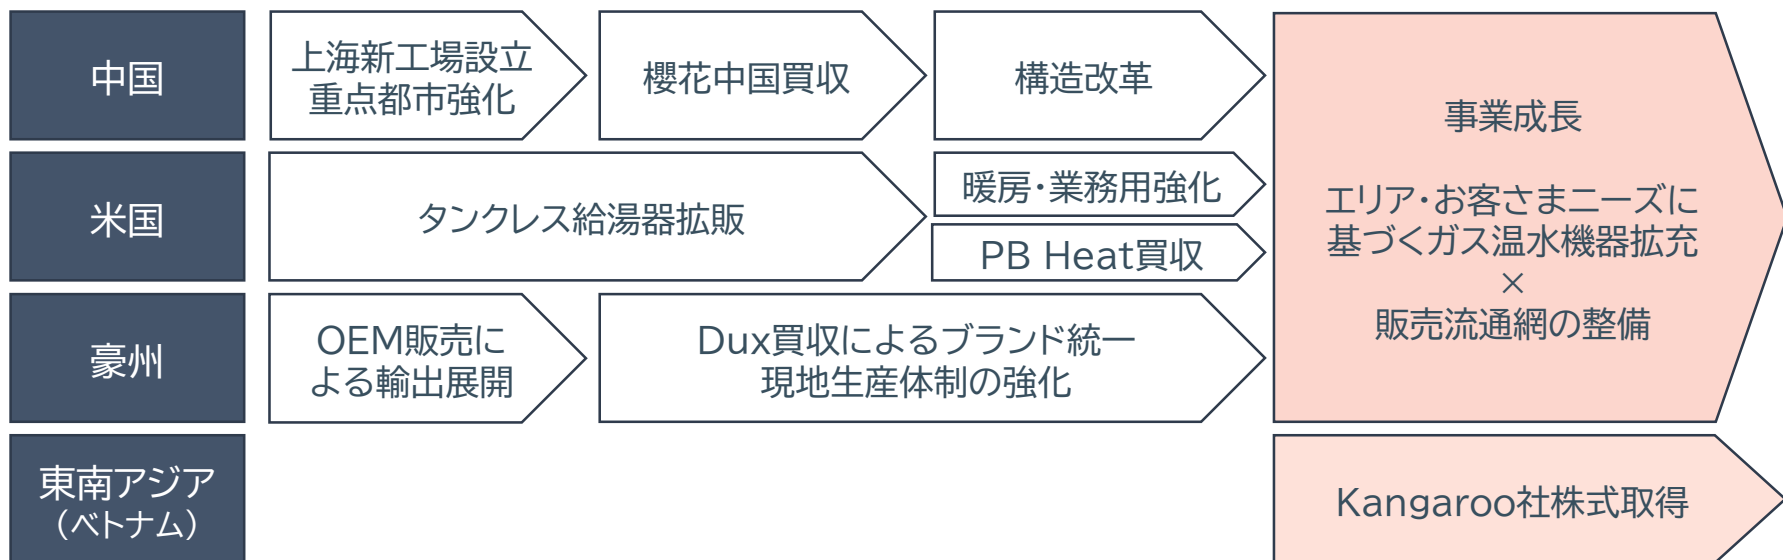 中国
上海新工場設立
重点都市強化
櫻花中国買収
構造改革
米国
タンクレス給湯器拡販
暖房・業務用強化
PB Heat買収
豪州
OEM販売に
よる輸出展開
Dux買収によるブランド統一
現地生産体制の強化
事業成長
エリア・お客さまニーズに
基づくガス温水機器拡充
×
販売流通網の整備
東南アジア
（ベトナム）
Kangaroo社株式取得